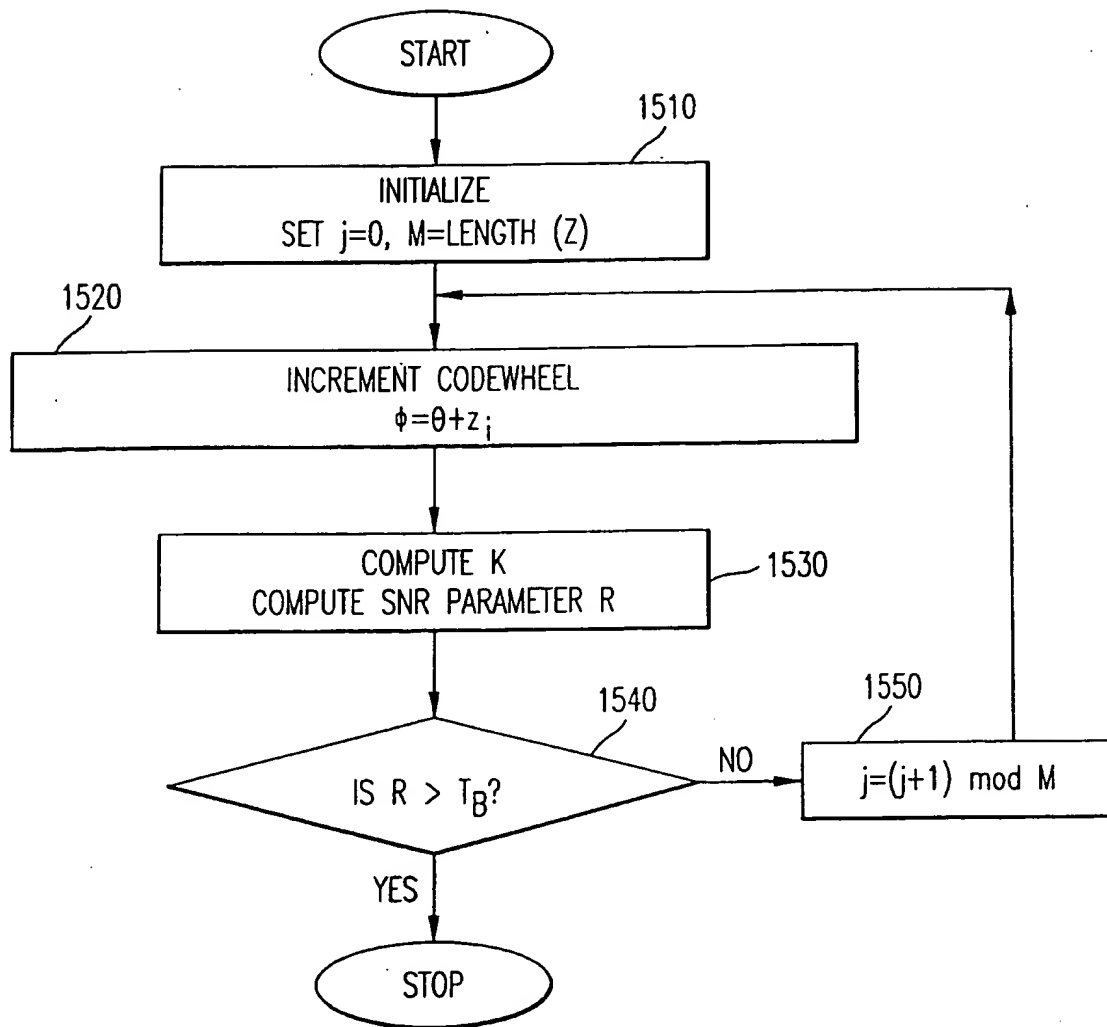 START
1510
INITIALIZE
SET j=0, M=LENGTH (Z)
1520
INCREMENT CODEWHEEL
ϕ=θ+z_j
COMPUTE K
COMPUTE SNR PARAMETER R
1530
1540
IS R > T_B?
NO
1550
j=(j+1) mod M
YES
STOP